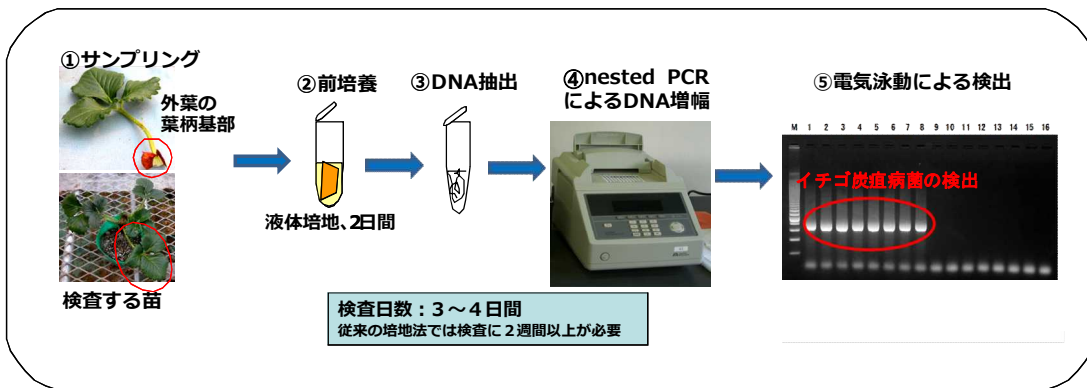 ①サンプリング
外葉の
葉柄基部
検査する苗
②前培養
液体培地、2日間
③DNA抽出
④nested PCR
によるDNA増幅
⑤電気泳動による検出
M 1 2 3 4 5 6 7 8 9 10 11 12 13 14 15 16
イチゴ炭疽病菌の検出
検査日数：３～４日間
従来の培地法では検査に２週間以上が必要